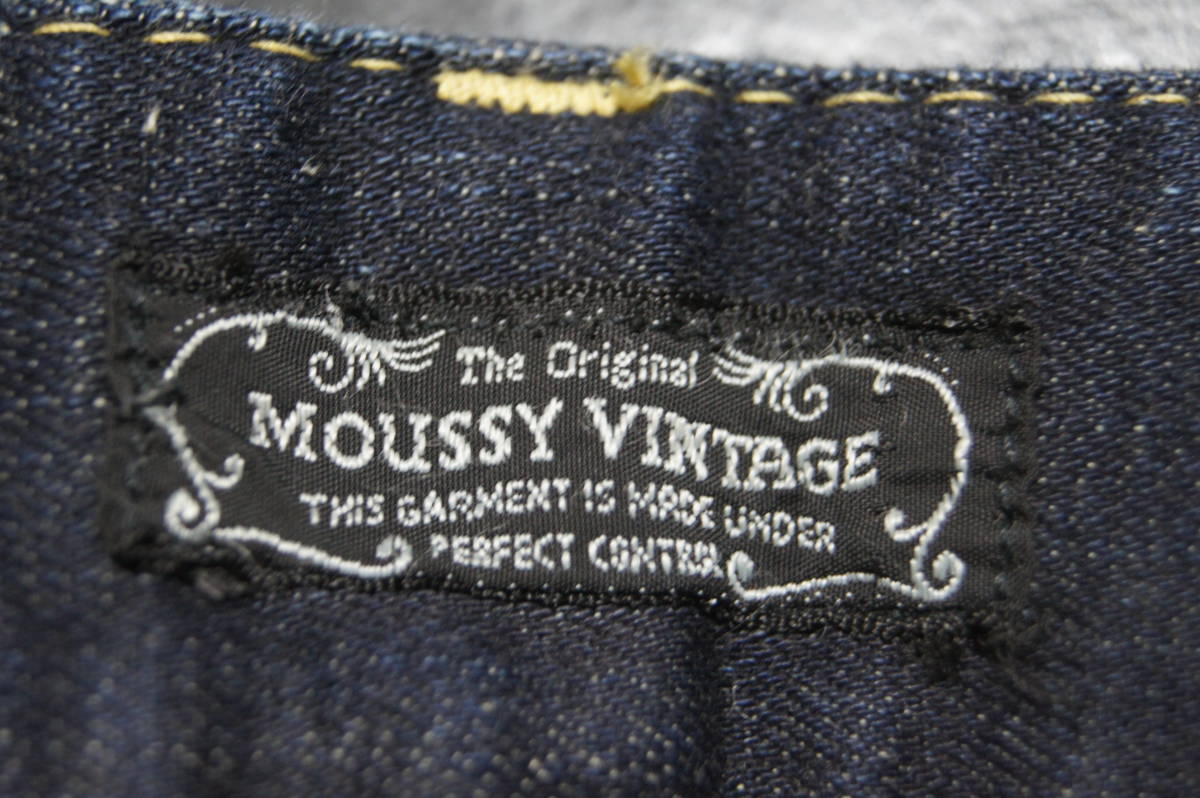 The Original
MOUSSY VINTAGE
THIS GARMENT IS MADE UNDER
PERFECT CONTROL